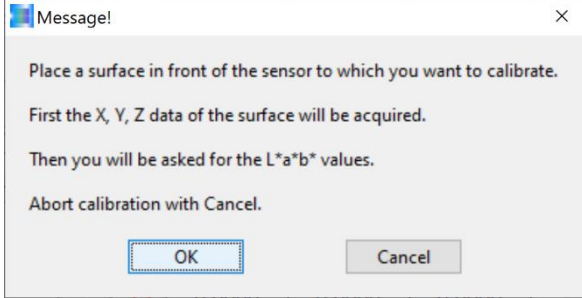 Message!
Place a surface in front of the sensor to which you want to calibrate.
First the X, Y, Z data of the surface will be acquired.
Then you will be asked for the L*a*b* values.
Abort calibration with Cancel.
OK Cancel